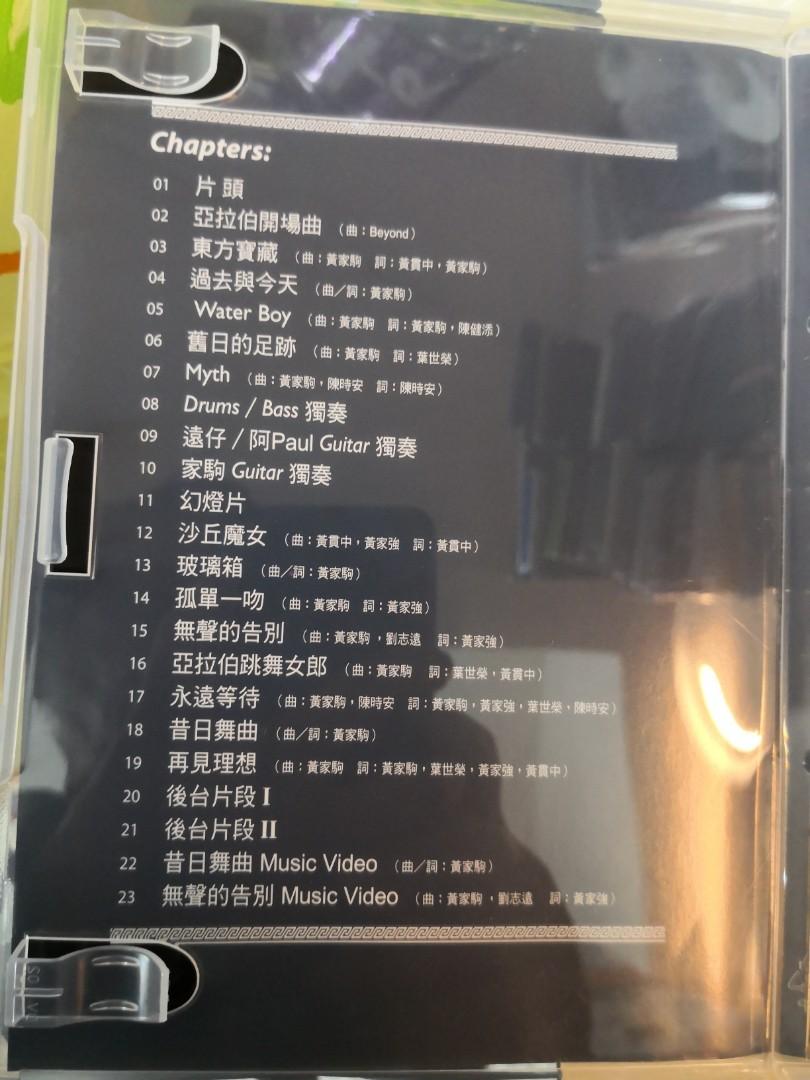 Chapters:
01 片頭
02 亞拉伯開場曲 (曲：Beyond)
03 東方寶藏 (曲：黃家駒 詞：黃貫中，黃家駒)
04 過去與今天 (曲／詞：黃家駒)
05 Water Boy (曲：黃家駒 詞：黃家駒，陳健添)
06 舊日的足跡 (曲：黃家駒 詞：葉世榮)
07 Myth (曲：黃家駒，陳時安 詞：陳時安)
08 Drums / Bass 獨奏
09 遠仔 / 阿Paul Guitar 獨奏
10 家駒 Guitar 獨奏
11 幻燈片
12 沙丘魔女 (曲：黃貫中，黃家強 詞：黃貫中)
13 玻璃箱 (曲／詞：黃家駒)
14 孤單一吻 (曲：黃家駒 詞：黃家強)
15 無聲的告別 (曲：黃家駒，劉志遠 詞：黃家強)
16 亞拉伯跳舞女郎 (曲：黃家駒 詞：葉世榮，黃貫中)
17 永遠等待 (曲：黃家駒，陳時安 詞：黃家駒，黃家強，葉世榮，陳時安)
18 昔日舞曲 (曲／詞：黃家駒)
19 再見理想 (曲：黃家駒 詞：黃家駒，葉世榮，黃家強，黃貫中)
20 後台片段 I
21 後台片段 II
22 昔日舞曲 Music Video (曲／詞：黃家駒)
23 無聲的告別 Music Video (曲：黃家駒，劉志遠 詞：黃家強)